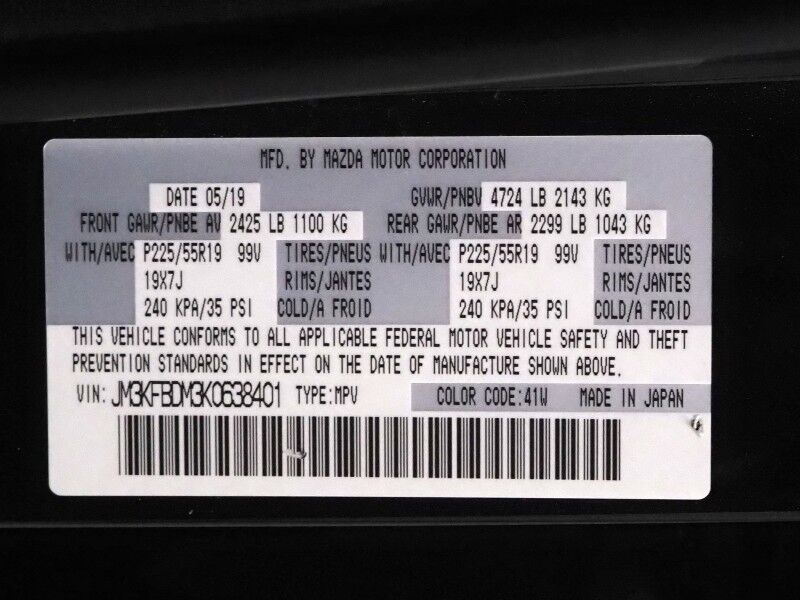 MFD. BY MAZDA MOTOR CORPORATION
DATE 05/19 GVWR/PNBV 4724 LB 2143 KG
FRONT GAWR/PNBE AV 2425 LB 1100 KG REAR GAWR/PNBE AR 2299 LB 1043 KG
WITH/AVEC P225/55R19 99V TIRES/PNEUS WITH/AVEC P225/55R19 99V TIRES/PNEUS
19X7J RIMS/JANTES 19X7J RIMS/JANTES
240 KPA/35 PSI COLD/A FROID 240 KPA/35 PSI COLD/A FROID
THIS VEHICLE CONFORMS TO ALL APPLICABLE FEDERAL MOTOR VEHICLE SAFETY AND THEFT
PREVENTION STANDARDS IN EFFECT ON THE DATE OF MANUFACTURE SHOWN ABOVE.
VIN: JM3KFBDM3K0638401 TYPE:MPV COLOR CODE:41W MADE IN JAPAN